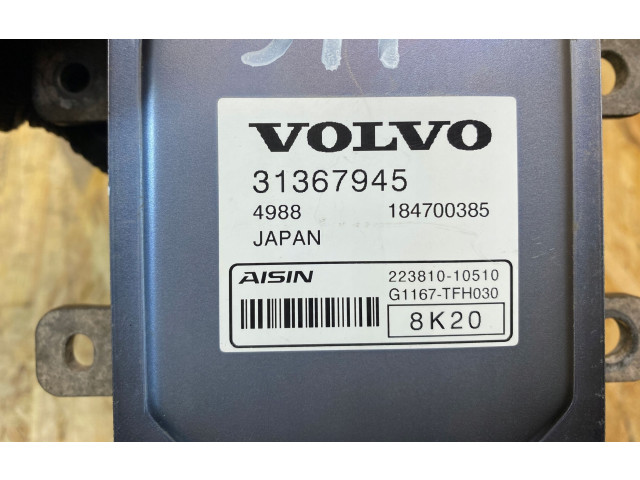 VOLVO
31367945
4988 184700385
JAPAN
AISIN 223810-10510
G1167-TFH030
8K20